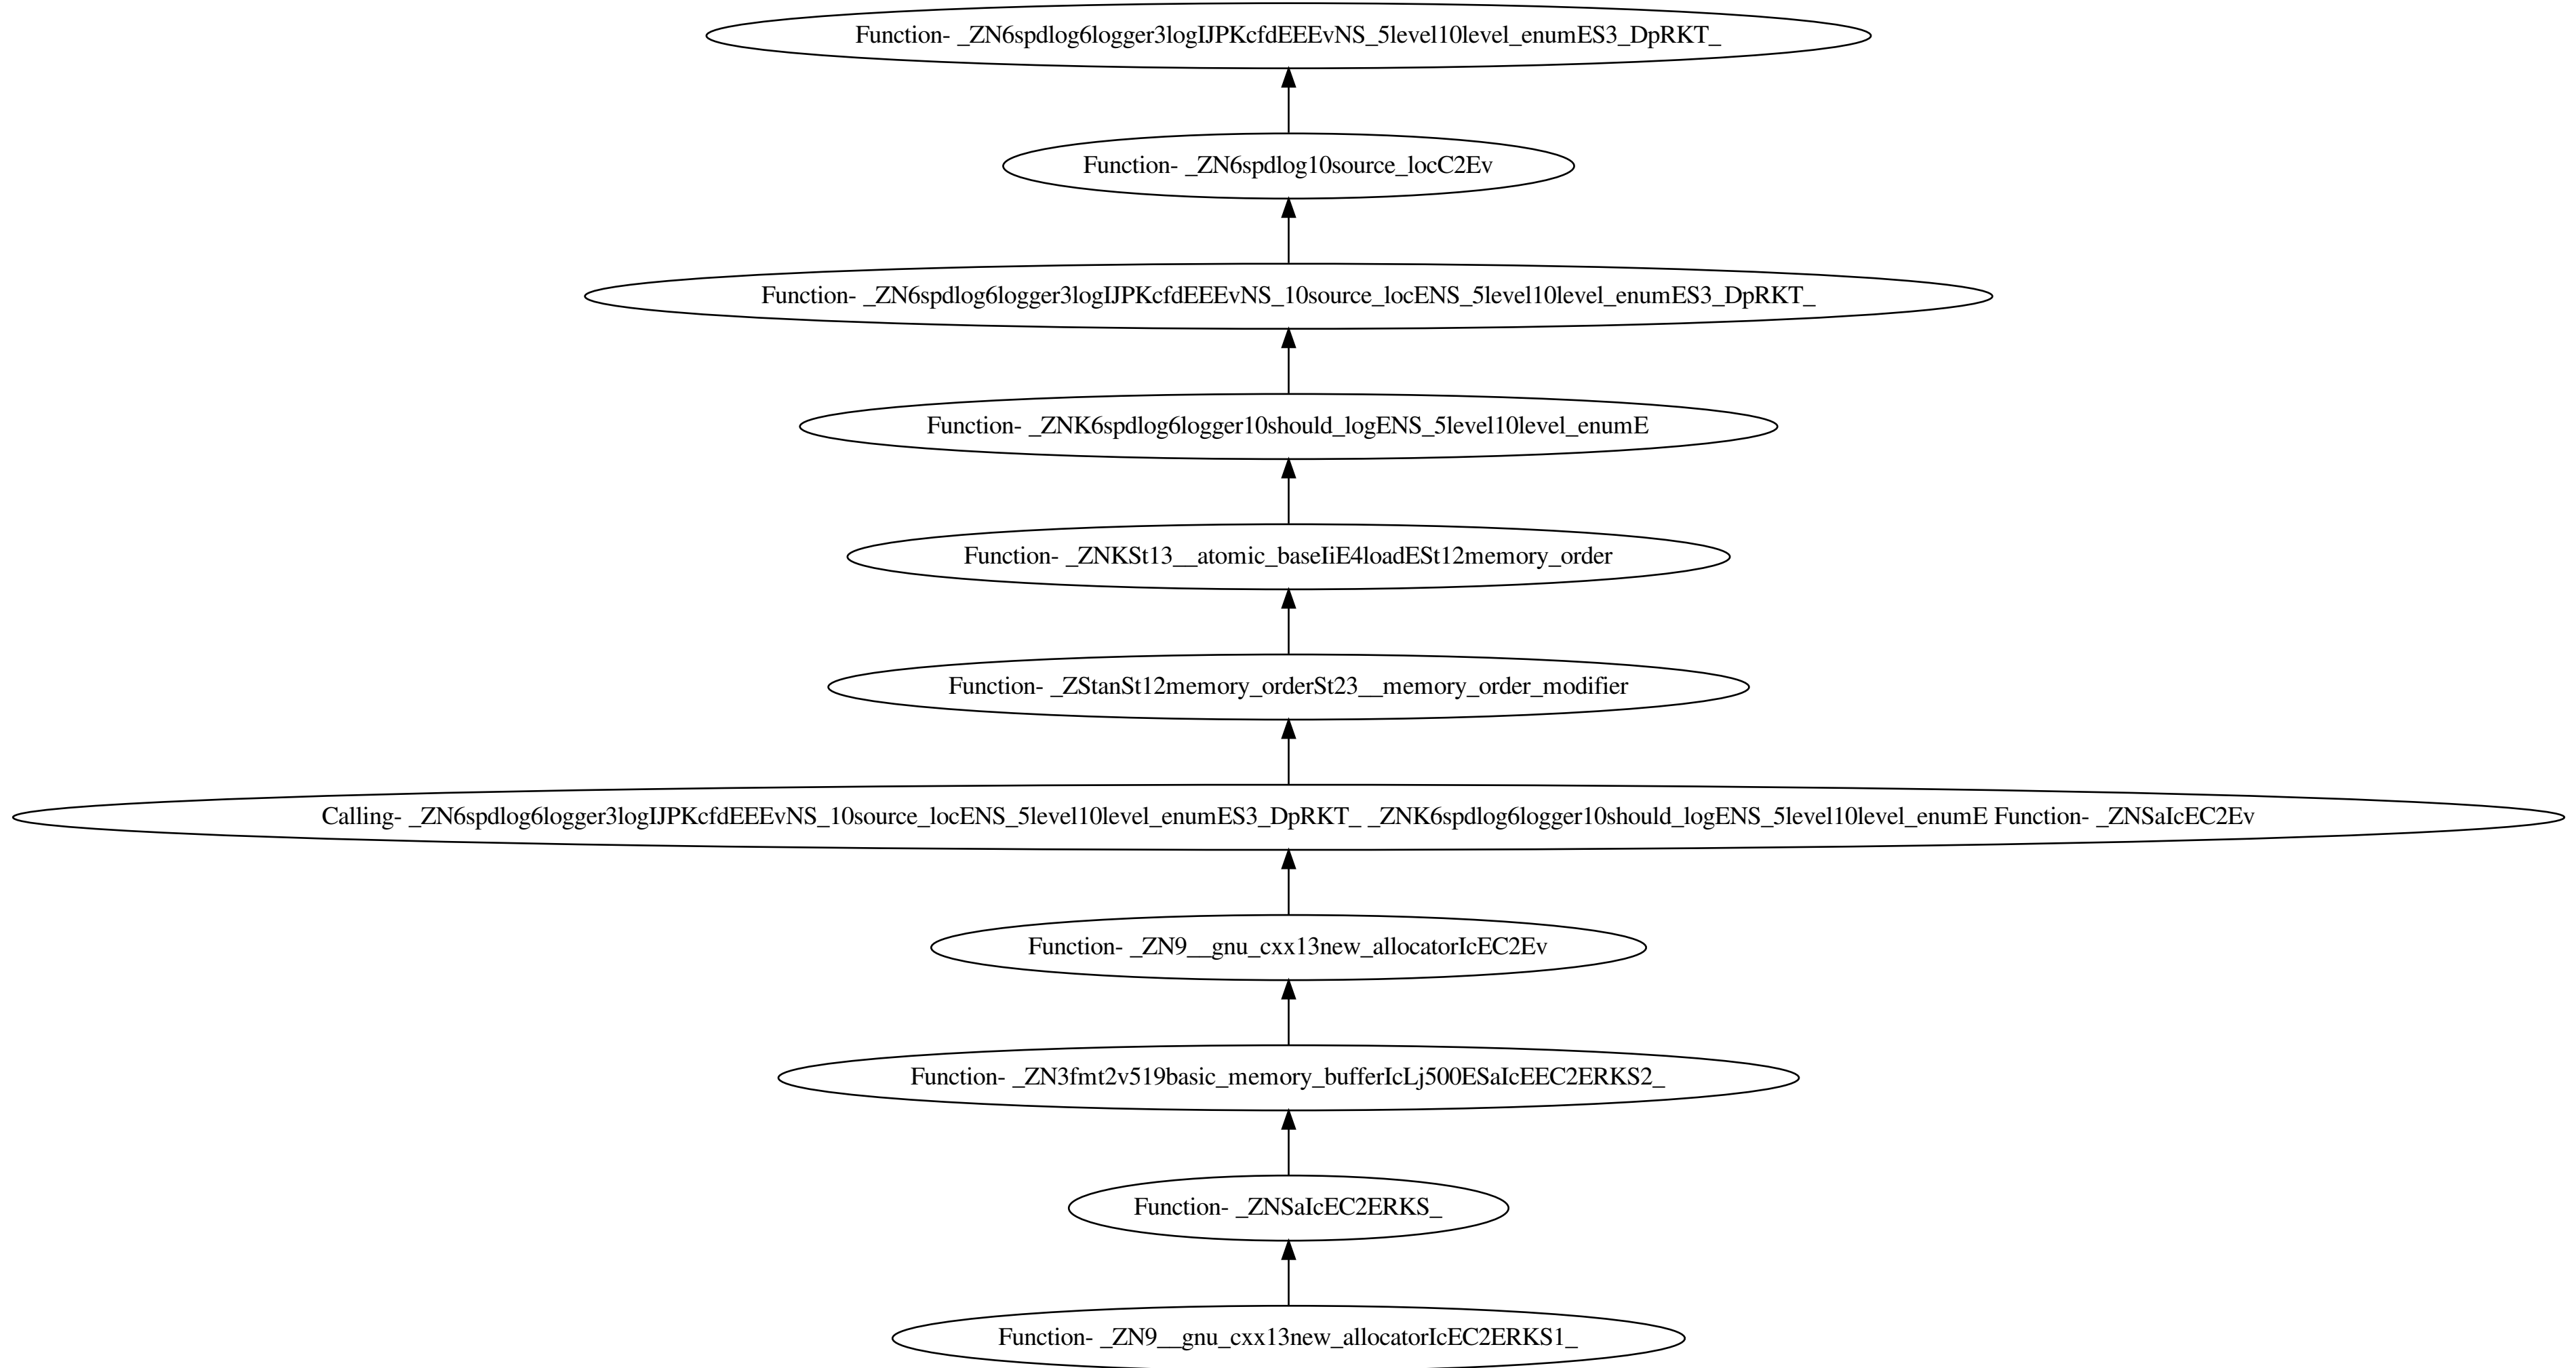 Function- _ZN6spdlog6logger3logIJPKcfdEEEvNS_5level10level_enumES3_DpRKT_
Function- _ZN6spdlog10source_locC2Ev
Function- _ZN6spdlog6logger3logIJPKcfdEEEvNS_10source_locENS_5level10level_enumES3_DpRKT_
Function- _ZNK6spdlog6logger10should_logENS_5level10level_enumE
Function- _ZNKSt13__atomic_baseIiE4loadESt12memory_order
Function- _ZStanSt12memory_orderSt23__memory_order_modifier
Calling- _ZN6spdlog6logger3logIJPKcfdEEEvNS_10source_locENS_5level10level_enumES3_DpRKT_ _ZNK6spdlog6logger10should_logENS_5level10level_enumE Function- _ZNSaIcEC2Ev
Function- _ZN9__gnu_cxx13new_allocatorIcEC2Ev
Function- _ZN3fmt2v519basic_memory_bufferIcLj500ESaIcEEC2ERKS2_
Function- _ZNSaIcEC2ERKS_
Function- _ZN9__gnu_cxx13new_allocatorIcEC2ERKS1_